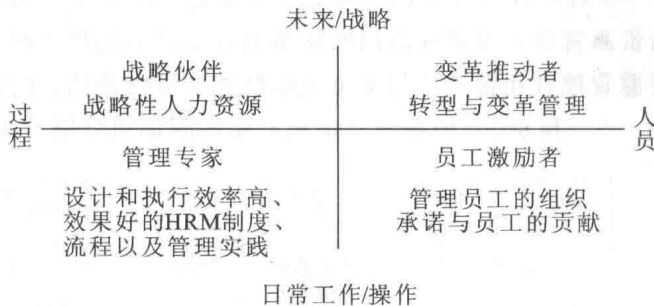 未来/战略
战略伙伴
战略性人力资源
变革推动者
转型与变革管理
过程
人员
管理专家
设计和执行效率高、
效果好的HRM制度、
流程以及管理实践
员工激励者
管理员工的组织
承诺与员工的贡献
日常工作/操作